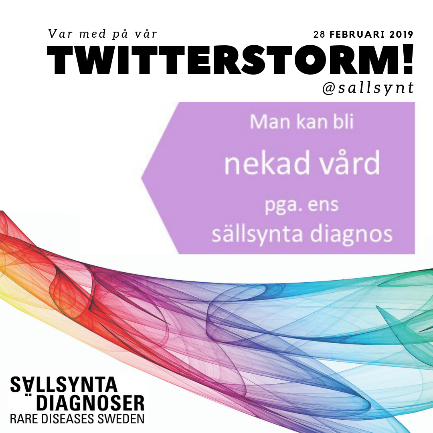 Var med på vår
28 FEBRUARI 2019
TWITTERSTORM!
@sallsynt
Man kan bli
nekad vård
pga. ens
sällsynta diagnos
SÄLLSYNTA
DIAGNOSER
RARE DISEASES SWEDEN